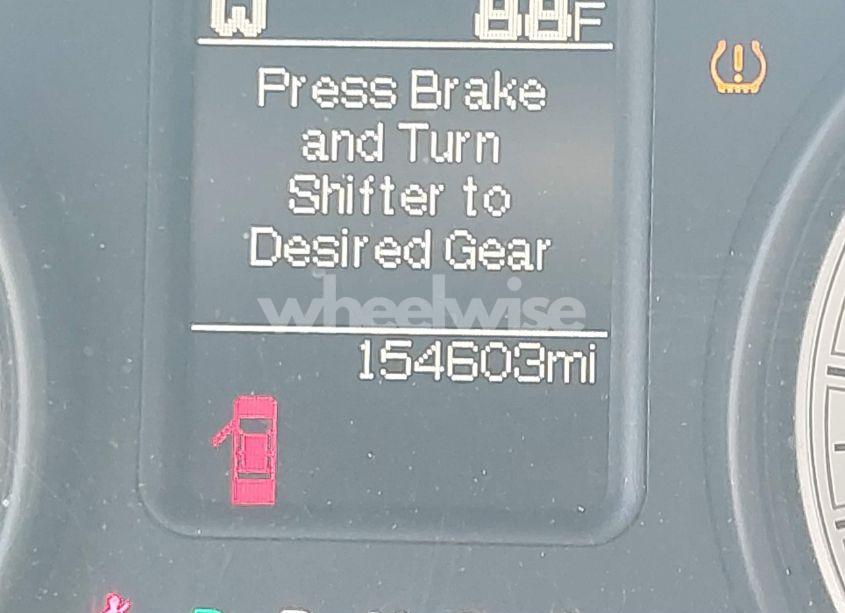 W 88F
Press Brake
and Turn
Shifter to
Desired Gear
wheelwise
154603mi